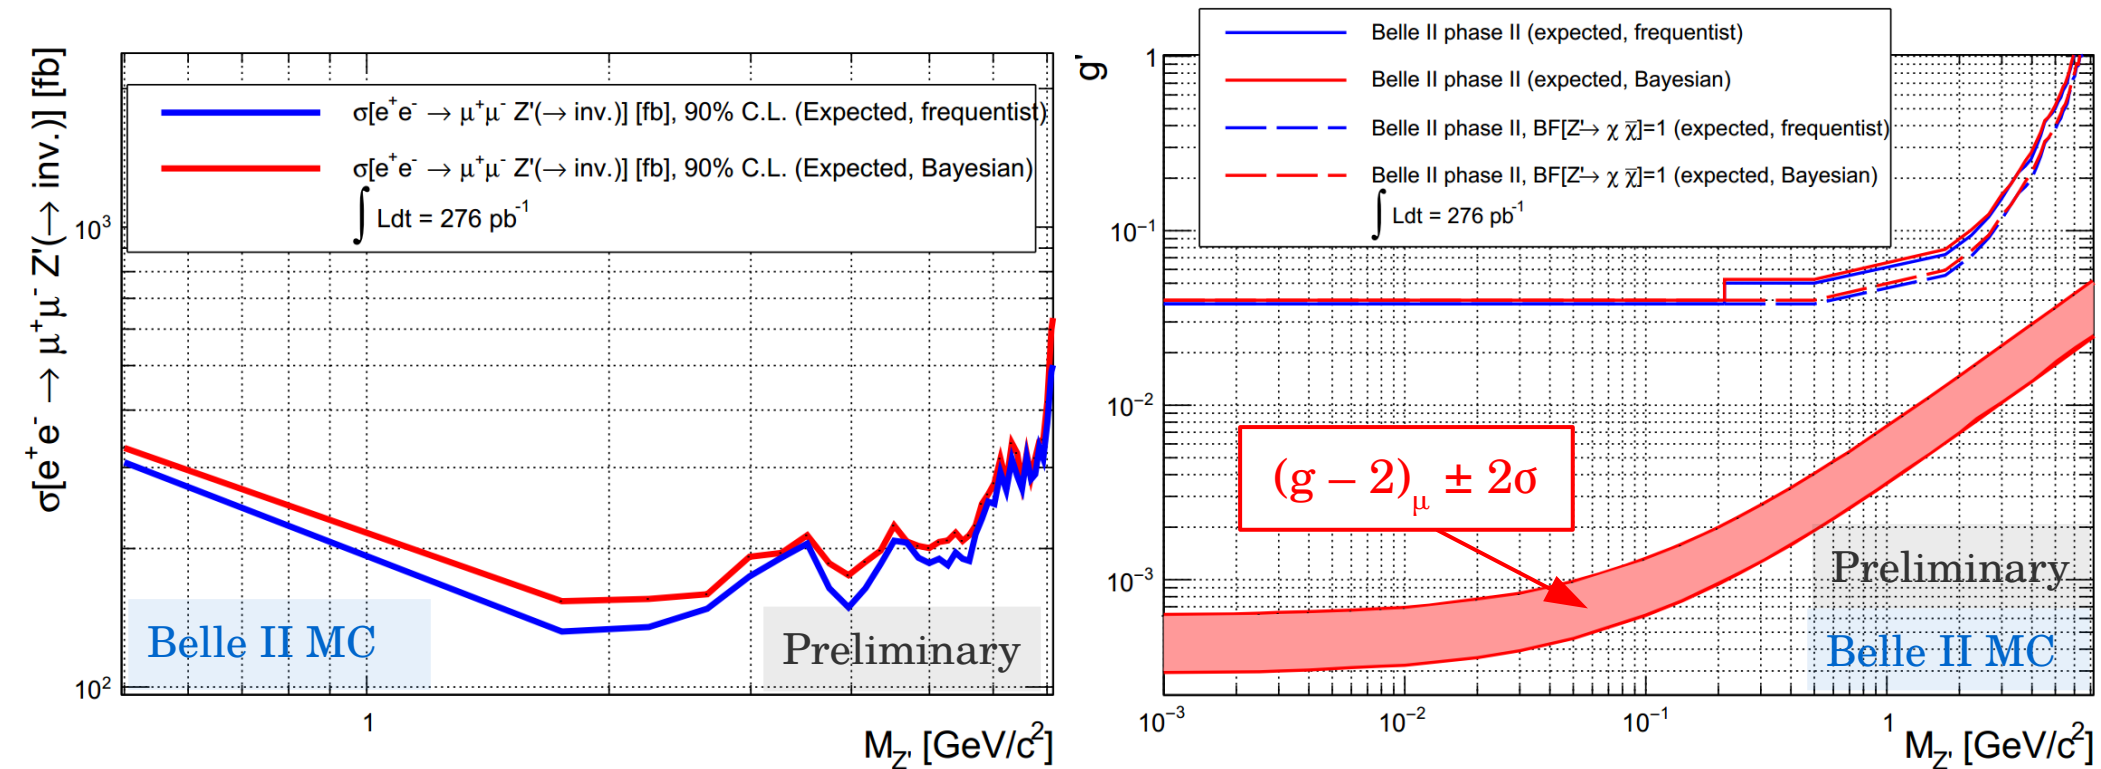 σ[e⁺e⁻ → μ⁺μ⁻ Z'(→ inv.)] [fb]
σ[e⁺e⁻ → μ⁺μ⁻ Z'(→ inv.)] [fb], 90% C.L. (Expected, frequentist)
σ[e⁺e⁻ → μ⁺μ⁻ Z'(→ inv.)] [fb], 90% C.L. (Expected, Bayesian)
∫ Ldt = 276 pb⁻¹
10³
10²
Belle II MC
Preliminary
1
M_Z' [GeV/c²]
g'
Belle II phase II (expected, frequentist)
Belle II phase II (expected, Bayesian)
Belle II phase II, BF[Z'→ χ χ̅]=1 (expected, frequentist)
Belle II phase II, BF[Z'→ χ χ̅]=1 (expected, Bayesian)
∫ Ldt = 276 pb⁻¹
1
10⁻¹
10⁻²
10⁻³
(g – 2)_μ ± 2σ
Preliminary
Belle II MC
10⁻³ 10⁻² 10⁻¹ 1
M_Z' [GeV/c²]